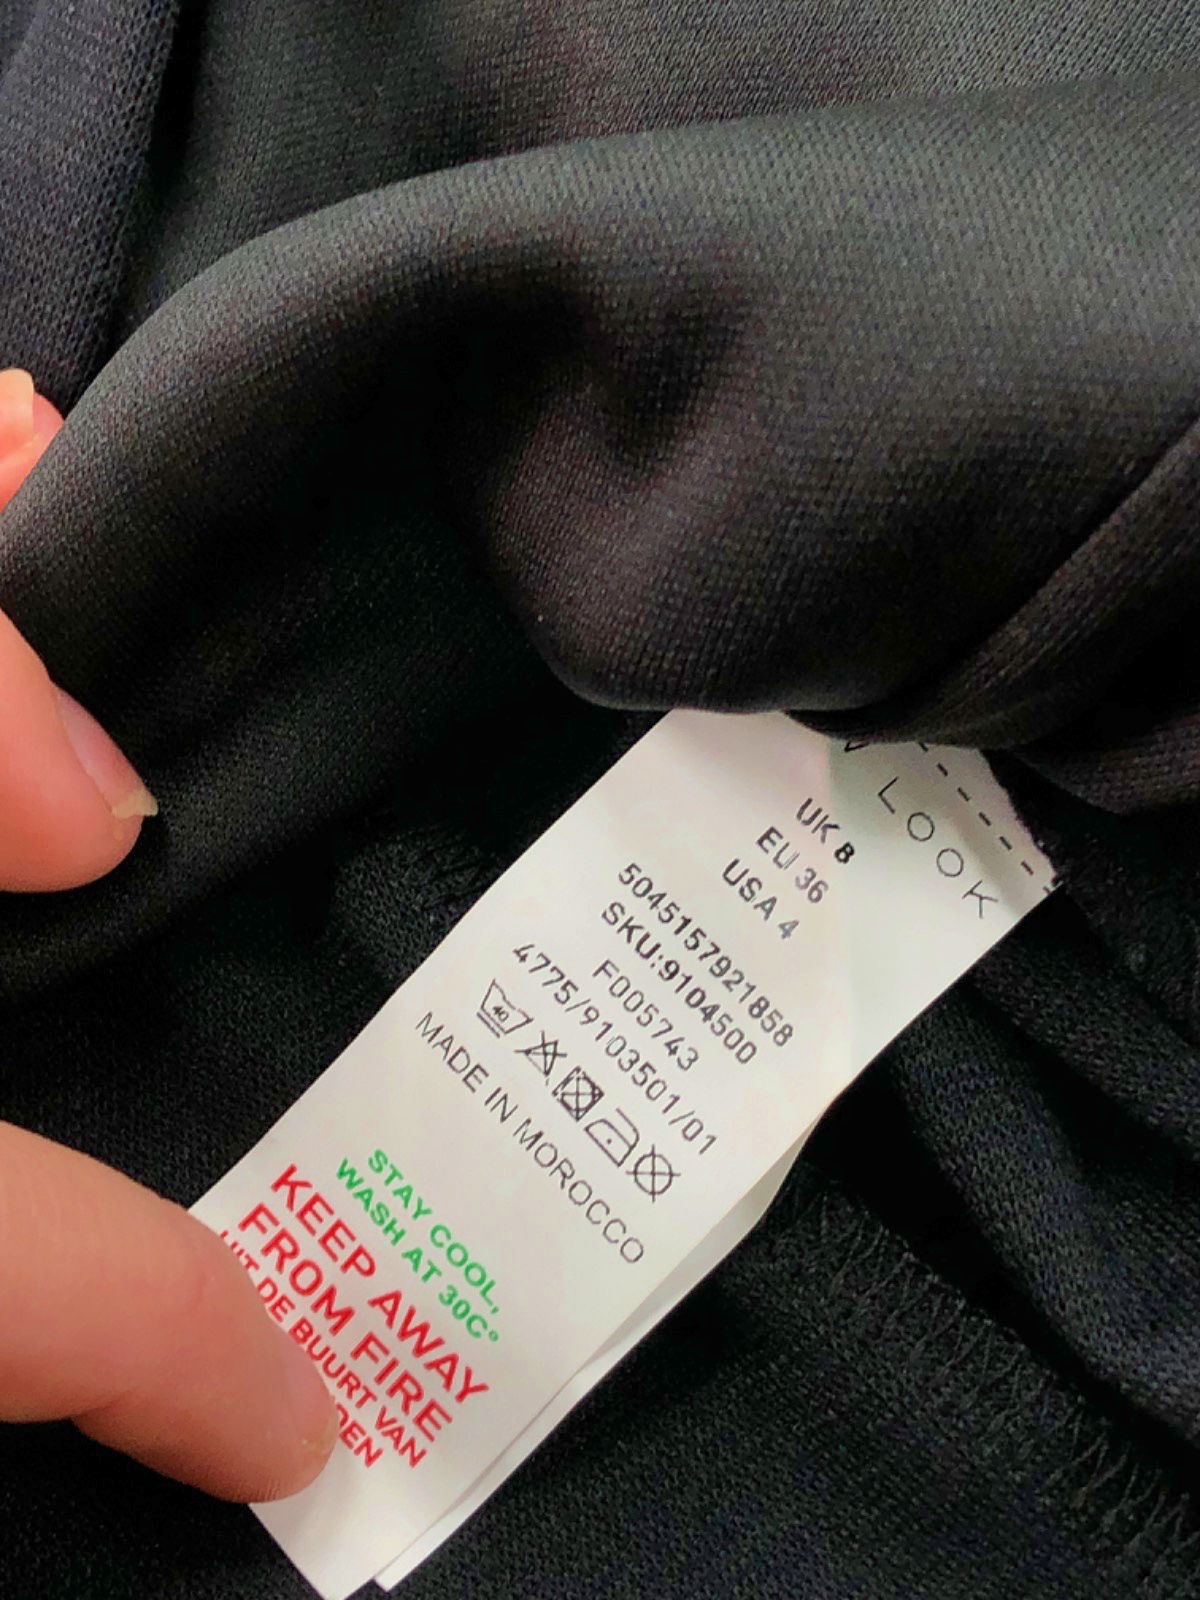 LOOK
UK 8
EU 36
USA 4
5045157921858
SKU:9104500
F005743
4775/9103501/01
40
MADE IN MOROCCO
STAY COOL,
WASH AT 30C°
KEEP AWAY
FROM FIRE
UIT DE BUURT VAN